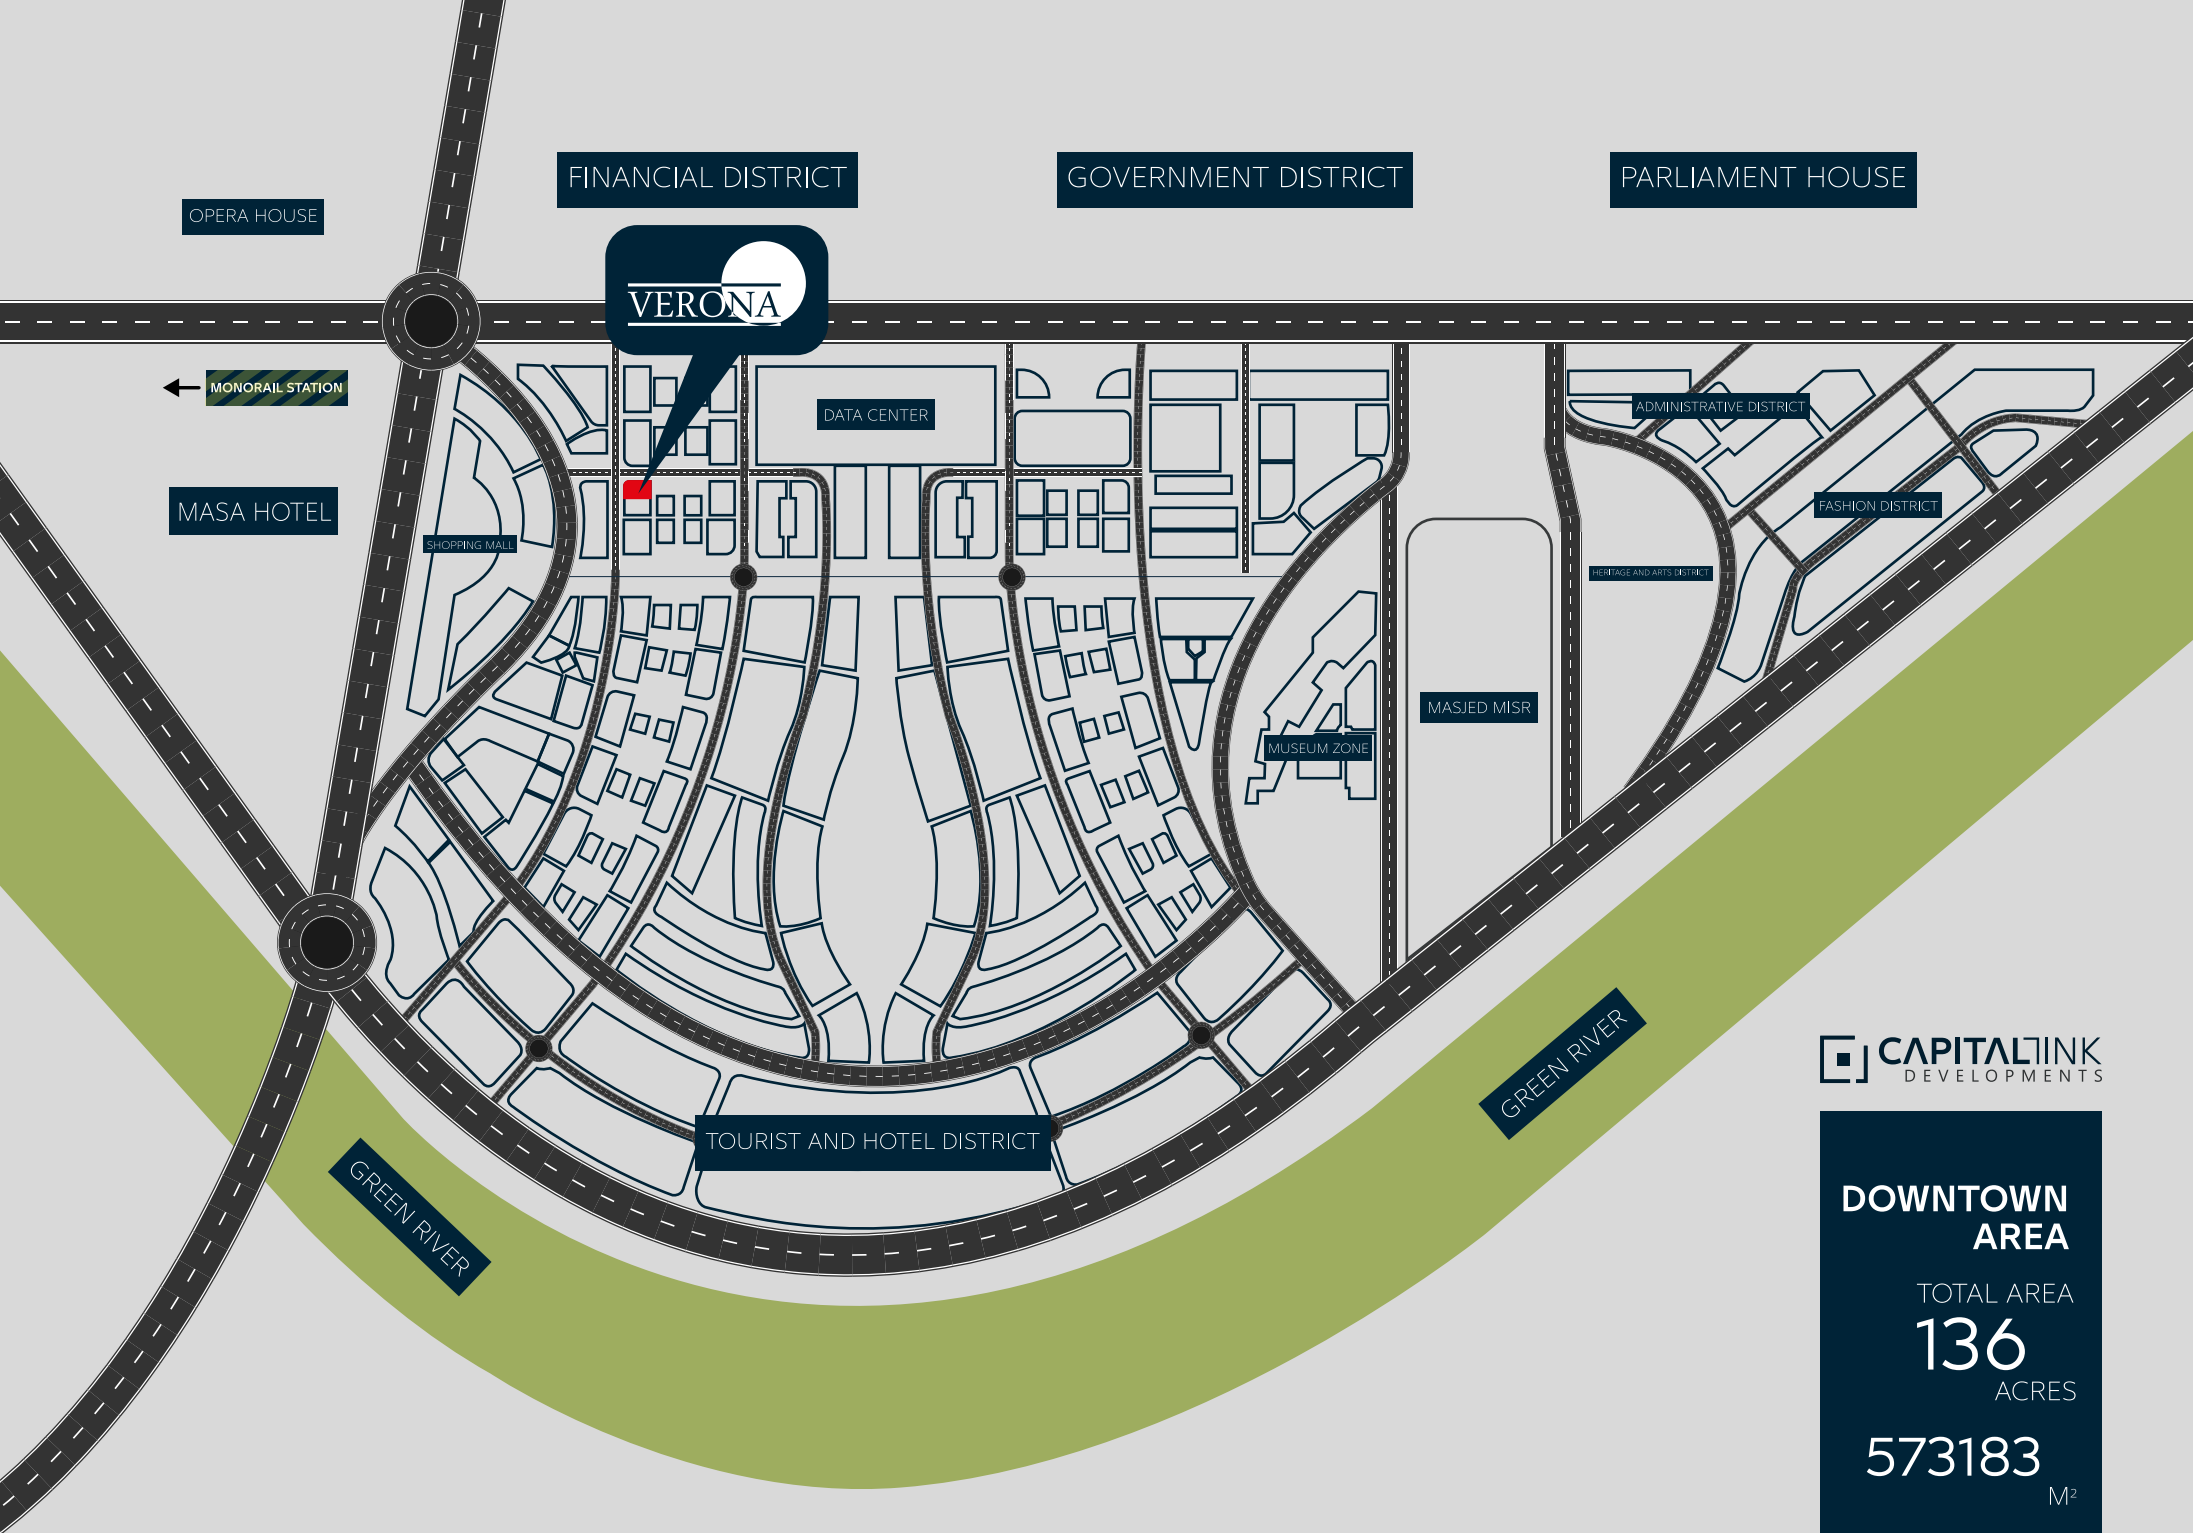 FINANCIAL DISTRICT
GOVERNMENT DISTRICT
PARLIAMENT HOUSE
OPERA HOUSE
VERONA
MONORAIL STATION
DATA CENTER
ADMINISTRATIVE DISTRICT
MASA HOTEL
FASHION DISTRICT
SHOPPING MALL
HERITAGE AND ARTS DISTRICT
MASJED MISR
MUSEUM ZONE
GREEN RIVER
CAPITAL LINK
DEVELOPMENTS
TOURIST AND HOTEL DISTRICT
GREEN RIVER
DOWNTOWN
AREA
TOTAL AREA
136
ACRES
573183
M²